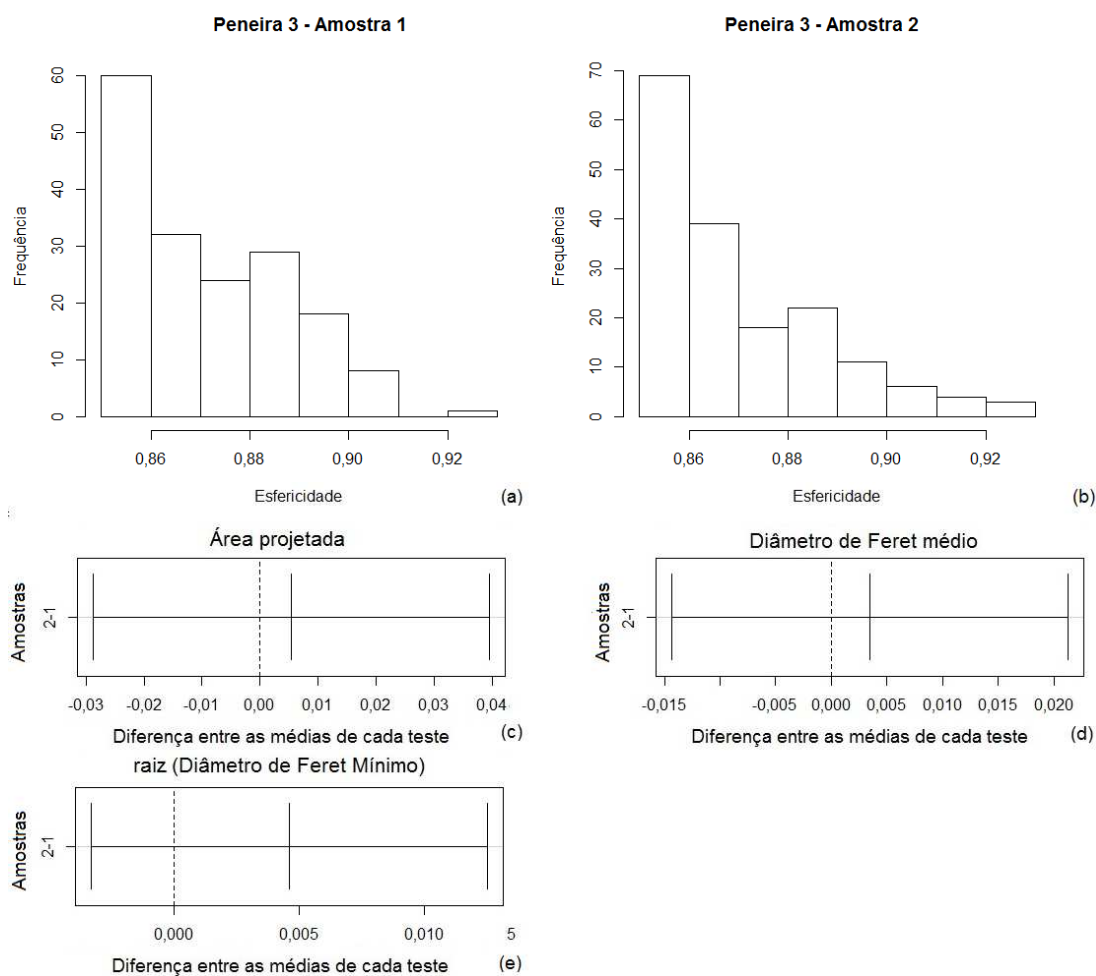 Peneira 3 - Amostra 1
60
50
40
30
20
10
0
Frequência
0,86 0,88 0,90 0,92
Esfericidade
(a)
Peneira 3 - Amostra 2
70
60
50
40
30
20
10
0
Frequência
0,86 0,88 0,90 0,92
Esfericidade
(b)
Área projetada
Amostras
2-1
-0,03 -0,02 -0,01 0,00 0,01 0,02 0,03 0,04
Diferença entre as médias de cada teste
(c)
Diâmetro de Feret médio
Amostras
2-1
-0,015 -0,005 0,000 0,005 0,010 0,015 0,020
Diferença entre as médias de cada teste
(d)
raiz (Diâmetro de Feret Mínimo)
Amostras
2-1
0,000 0,005 0,010 5
Diferença entre as médias de cada teste
(e)